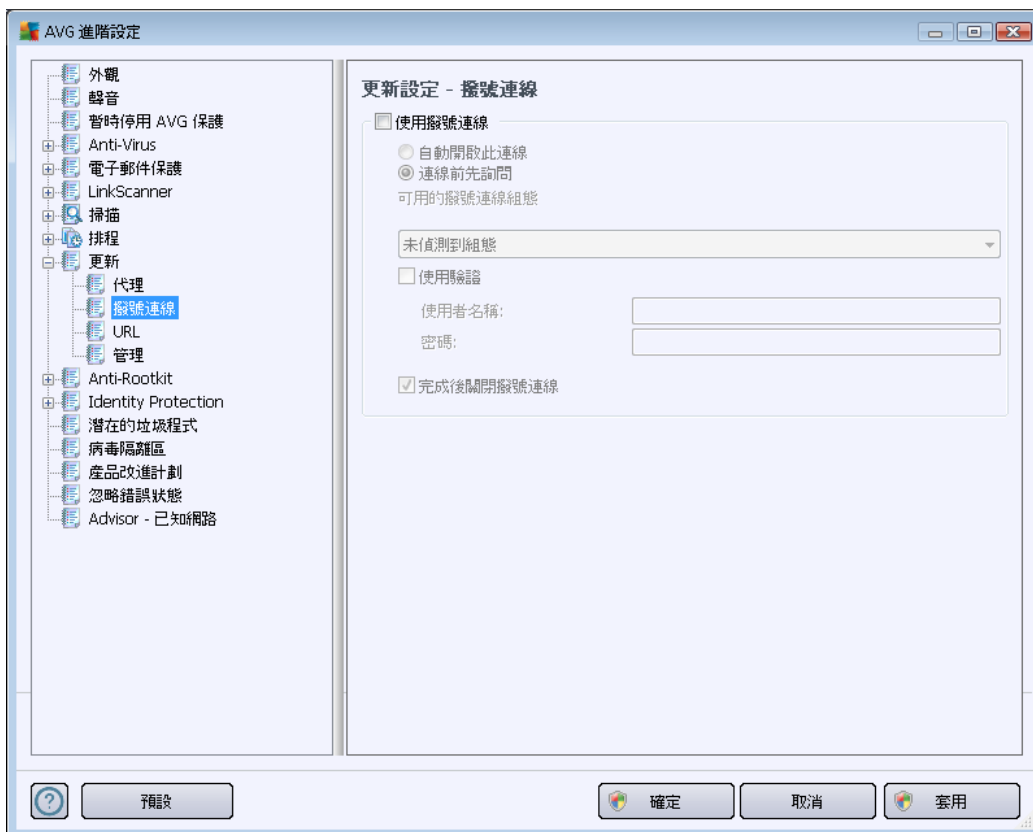 AVG 進階設定
外觀
聲音
暫時停用 AVG 保護
Anti-Virus
電子郵件保護
LinkScanner
掃描
排程
更新
代理
撥號連線
URL
管理
Anti-Rootkit
Identity Protection
潛在的垃圾程式
病毒隔離區
產品改進計劃
忽略錯誤狀態
Advisor - 已知網路
更新設定 - 撥號連線
使用撥號連線
自動開啟此連線
連線前先詢問
可用的撥號連線組態
未偵測到組態
使用驗證
使用者名稱:
密碼:
完成後關閉撥號連線
預設
確定
取消
套用